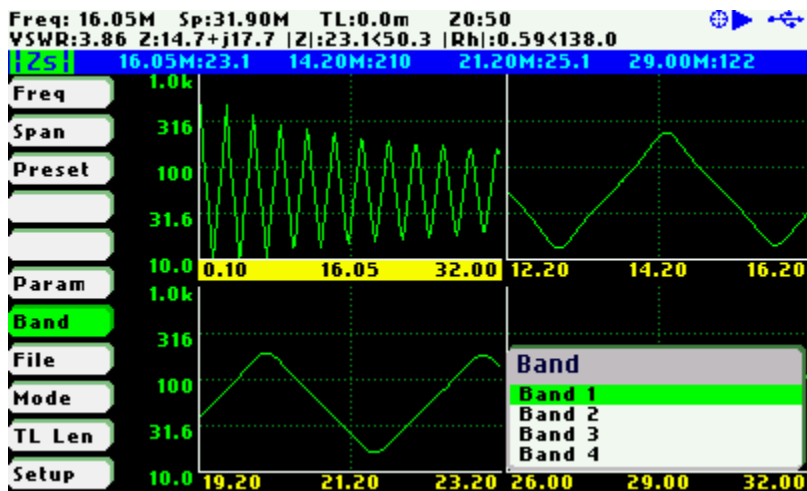 Freq: 16.05M Sp:31.90M TL:0.0m Z0:50
VSWR:3.86 Z:14.7+j17.7 |Z|:23.1<50.3 |Rh|:0.59<138.0
|Zs| 16.05M:23.1 14.20M:210 21.20M:25.1 29.00M:122
Freq
Span
Preset
Param
Band
File
Mode
TL Len
Setup
1.0k
316
100
31.6
10.0
0.10 16.05 32.00
12.20 14.20 16.20
1.0k
316
100
31.6
10.0
19.20 21.20 23.20
26.00 29.00 32.00
Band
Band 1
Band 2
Band 3
Band 4